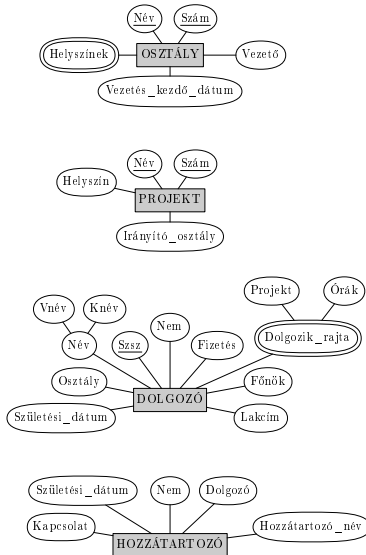 Név Szám
Helyszínek OSZTÁLY Vezető
Vezetés_kezdő_dátum
Név Szám
Helyszín
PROJEKT
Irányító_osztály
Projekt Órák
Vnév Knév
Nem
Név Szsz Fizetés Dolgozik_rajta
Osztály Főnök
DOLGOZÓ
Születési_dátum Lakcím
Születési_dátum Nem Dolgozó
Kapcsolat Hozzátartozó_név
HOZZÁTARTOZÓ